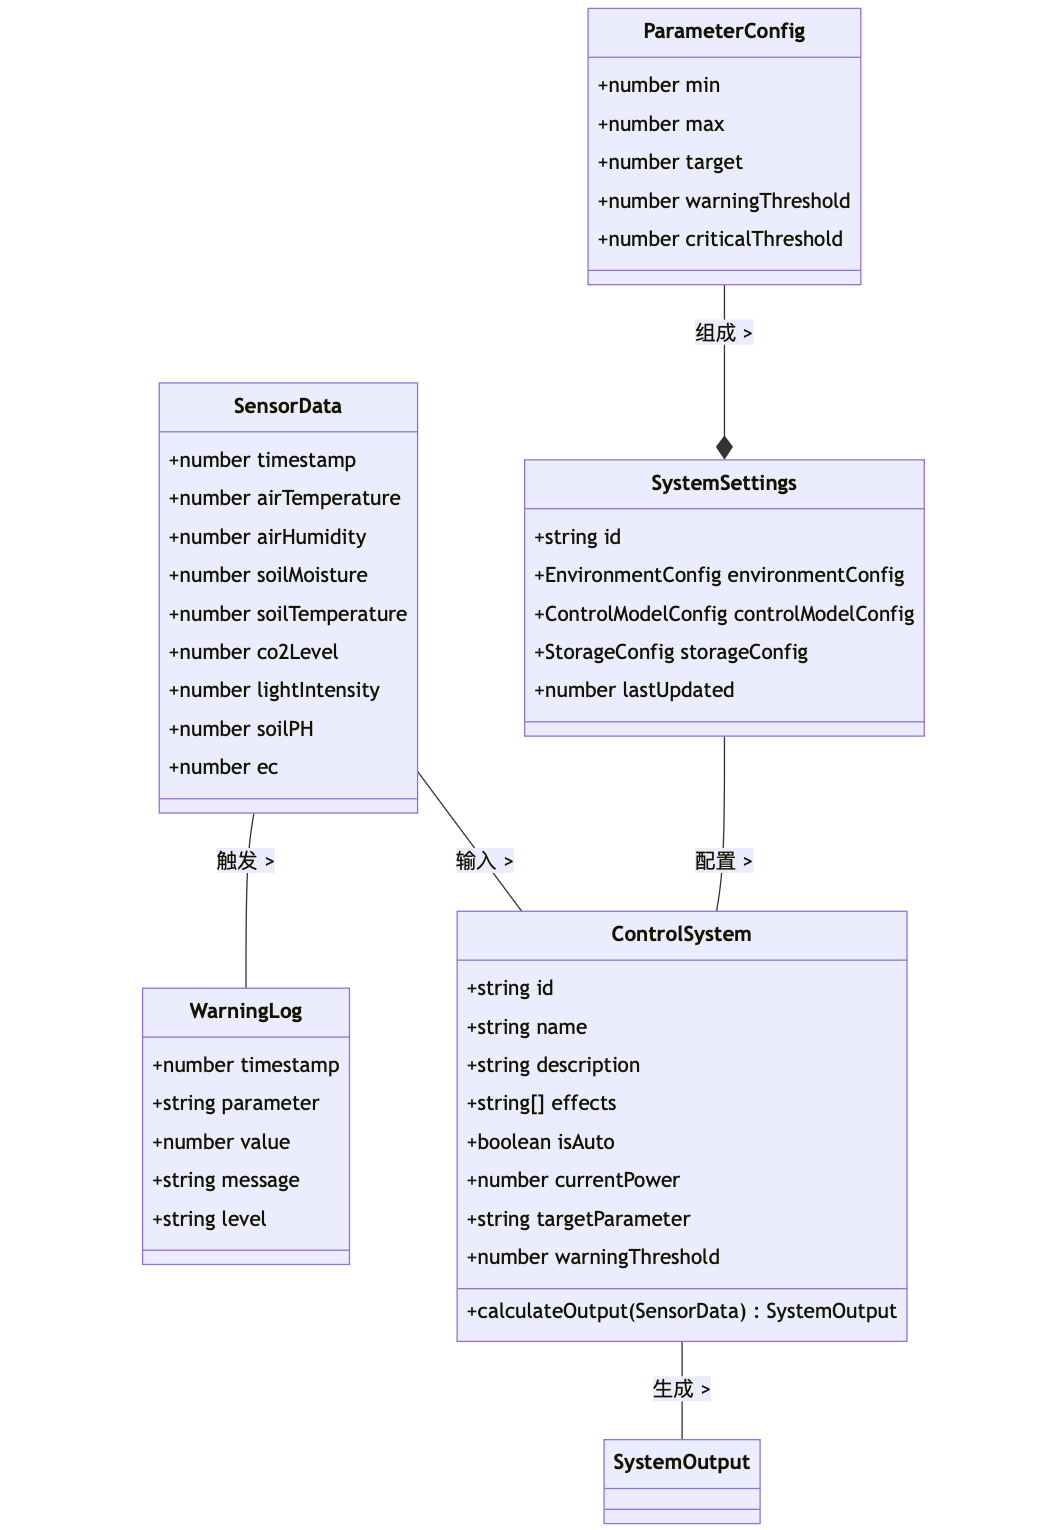 ParameterConfig
+number min
+number max
+number target
+number warningThreshold
+number criticalThreshold
组成 >
SensorData
+number timestamp
+number airTemperature
+number airHumidity
+number soilMoisture
+number soilTemperature
+number co2Level
+number lightIntensity
+number soilPH
+number ec
SystemSettings
+string id
+EnvironmentConfig environmentConfig
+ControlModelConfig controlModelConfig
+StorageConfig storageConfig
+number lastUpdated
触发 >
输入 >
配置 >
WarningLog
+number timestamp
+string parameter
+number value
+string message
+string level
ControlSystem
+string id
+string name
+string description
+string[] effects
+boolean isAuto
+number currentPower
+string targetParameter
+number warningThreshold
+calculateOutput(SensorData) : SystemOutput
生成 >
SystemOutput